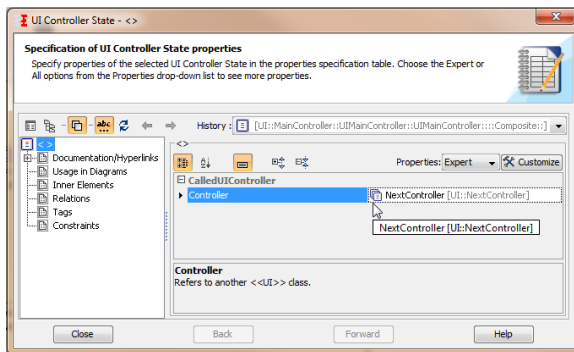 UI Controller State - <>
Specification of UI Controller State properties
Specify properties of the selected UI Controller State in the properties specification table. Choose the Expert or
All options from the Properties drop-down list to see more properties.
abc
History: [UI::MainController::UIMainController::UIMainController::::Composite::]
< >
Documentation/Hyperlinks
Usage in Diagrams
Inner Elements
Relations
Tags
Constraints
<>
Properties: Expert Customize
CalledUIController
Controller NextController [UI::NextController]
NextController [UI::NextController]
Controller
Refers to another <<UI>> class.
Close Back Forward Help